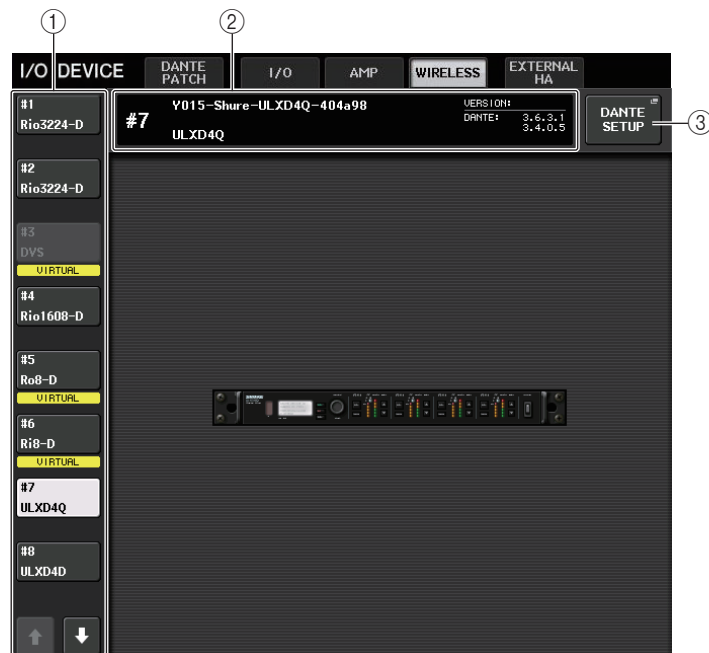 ① ②
I/O DEVICE DANTE PATCH I/O AMP WIRELESS EXTERNAL HA
#1
Rio3224-D
#7 Y015-Shure-ULXD4Q-404a98
ULXD4Q
VERSION:
DANTE: 3.6.3.1
3.4.0.5
DANTE SETUP
③
#2
Rio3224-D
#3
DVS
VIRTUAL
#4
Rio1608-D
#5
Ro8-D
VIRTUAL
#6
Ri8-D
VIRTUAL
#7
ULXD4Q
#8
ULXD4D